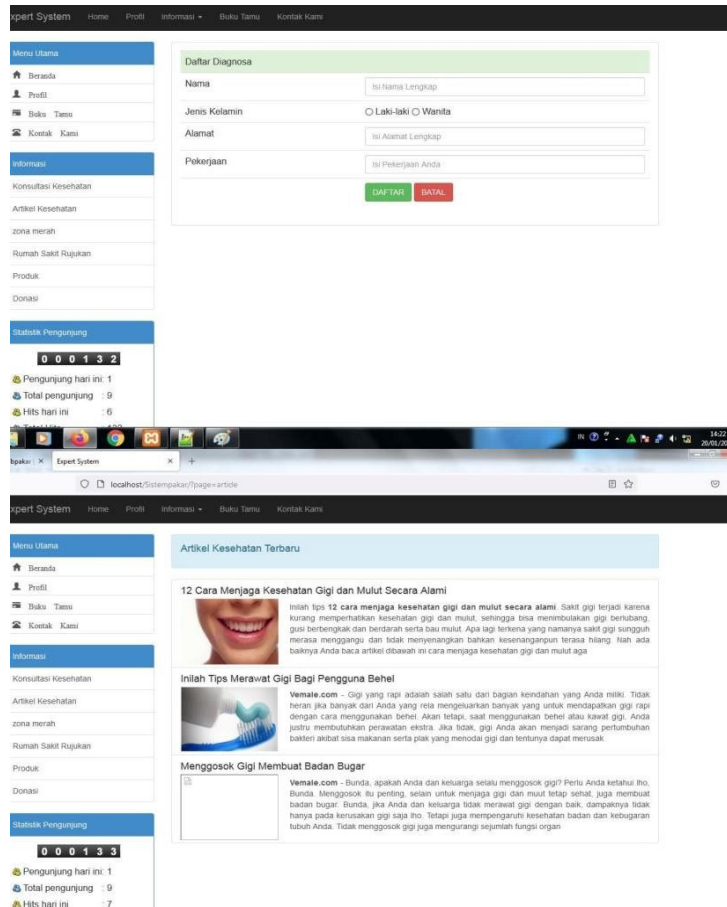 xpert System Home Profil Informasi Buku Tamu Kontak Kami
Menu Utama
Beranda
Profil
Buku Tamu
Kontak Kami
Informasi
Konsultasi Kesehatan
Artikel Kesehatan
zona merah
Rumah Sakit Rujukan
Produk
Donasi
Statistik Pengunjung
000132
Pengunjung hari ini: 1
Total pengunjung : 9
Hits hari ini : 6
Daftar Diagnosa
Nama Isi Nama Lengkap
Jenis Kelamin Laki-laki Wanita
Alamat Isi Alamat Lengkap
Pekerjaan Isi Pekerjaan Anda
DAFTAR BATAL
IN 14:22
20/01/20
Expert System
localhost/Sistempakar/?page=article
xpert System Home Profil Informasi Buku Tamu Kontak Kami
Menu Utama
Beranda
Profil
Buku Tamu
Kontak Kami
Informasi
Konsultasi Kesehatan
Artikel Kesehatan
zona merah
Rumah Sakit Rujukan
Produk
Donasi
Statistik Pengunjung
000133
Pengunjung hari ini: 1
Total pengunjung : 9
Hits hari ini : 7
Artikel Kesehatan Terbaru
12 Cara Menjaga Kesehatan Gigi dan Mulut Secara Alami
Inilah tips 12 cara menjaga kesehatan gigi dan mulut secara alami. Sakit gigi terjadi karena
kurang memperhatikan kesehatan gigi dan mulut, sehingga bisa menimbulakan gigi berlubang,
gusi berbengkak dan berdarah serta bau mulut. Apa lagi terkena yang namanya sakit gigi sungguh
merasa menggangu dan tidak menyenangkan bahkan kesenanganpun terasa hilang. Nah ada
baiknya Anda baca artikel dibawah ini cara menjaga kesehatan gigi dan mulut aga
Inilah Tips Merawat Gigi Bagi Pengguna Behel
Vemale.com - Gigi yang rapi adalah salah satu dari bagian keindahan yang Anda miliki. Tidak
heran jika banyak dari Anda yang rela mengeluarkan banyak yang untuk mendapatkan gigi rapi
dengan cara menggunakan behel. Akan tetapi, saat menggunakan behel atau kawat gigi, Anda
justru membutuhkan perawatan ekstra. Jika tidak, gigi Anda akan menjadi sarang pertumbuhan
bakteri akibat sisa makanan serta plak yang menodai gigi dan tentunya dapat merusak
Menggosok Gigi Membuat Badan Bugar
Vemale.com - Bunda, apakah Anda dan keluarga selalu menggosok gigi? Perlu Anda ketahui lho,
Bunda. Menggosok itu penting, selain untuk menjaga gigi dan muut tetap sehat, juga membuat
badan bugar. Bunda, jika Anda dan keluarga tidak merawat gigi dengan baik, dampaknya tidak
hanya pada kerusakan gigi saja lho. Tetapi juga mempengaruhi kesehatan badan dan kebugaran
tubuh Anda. Tidak menggosok gigi juga mengurangi sejumlah fungsi organ